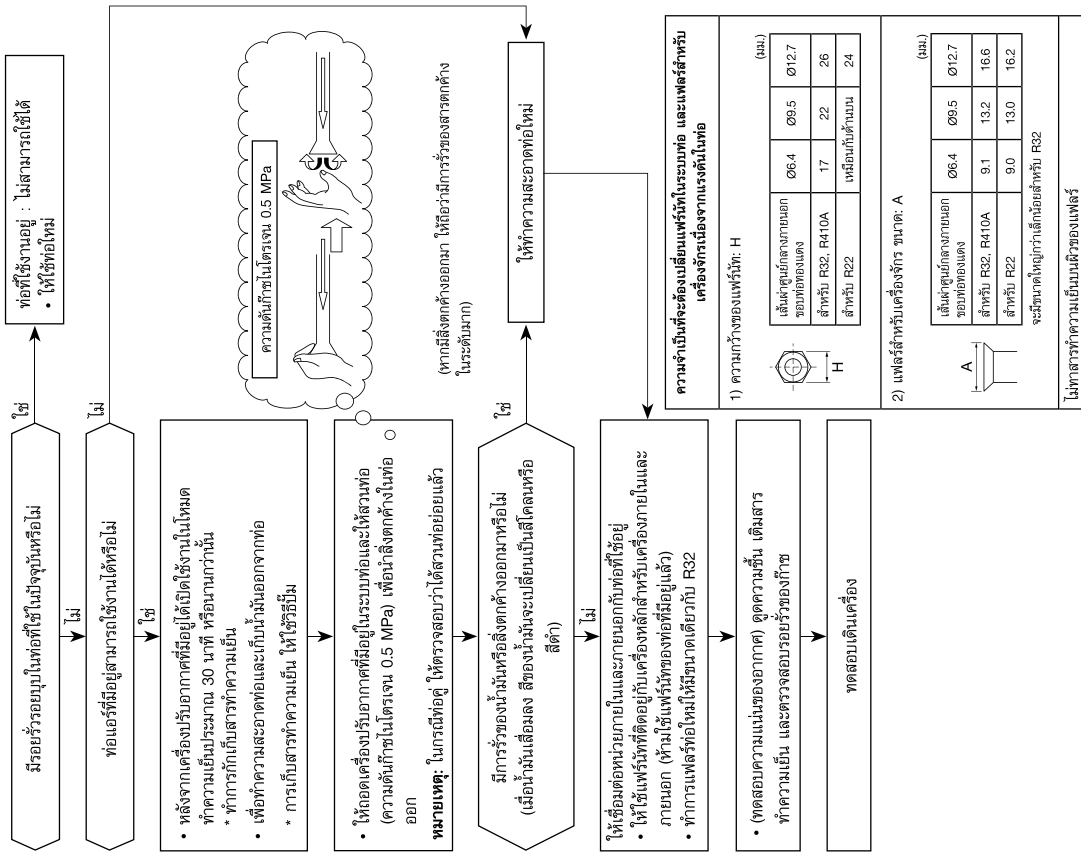 มีรอยรั่วรอยบุบในท่อที่ใช้ในปัจจุบันหรือไม่
ใช่
ท่อที่ใช้งานอยู่ : ไม่สามารถใช้ได้
• ให้ใช้ท่อใหม่
ไม่
ท่อแอร์ที่มีอยู่สามารถใช้งานได้หรือไม่
ไม่
ใช่
• หลังจากเครื่องปรับอากาศที่มีอยู่ได้เปิดใช้งานในโหมด
ทำความเย็นประมาณ 30 นาที หรือนานกว่านั้น
* ทำการกักเก็บสารทำความเย็น
• เพื่อทำความสะอาดท่อและเก็บน้ำมันออกจากท่อ
* การเก็บสารทำความเย็น ให้ใช้วิธีปั๊ม
• ให้ถอดเครื่องปรับอากาศที่มีอยู่ในระบบท่อและให้สวนท่อ
(ความดันก๊าซไนโตรเจน 0.5 MPa) เพื่อนำสิ่งตกค้างในท่อ
ออก
หมายเหตุ: ในกรณีท่อคู่ ให้ตรวจสอบว่าได้สวนท่อย่อยแล้ว
ความดันก๊าซไนโตรเจน 0.5 MPa
(หากมีสิ่งตกค้างออกมา ให้ถือว่ามีการรั่วของสารตกค้าง
ในระดับมาก)
มีการรั่วของน้ำมันหรือสิ่งตกค้างออกมาหรือไม่
(เมื่อน้ำมันเสื่อมลง สีของน้ำมันจะเปลี่ยนเป็นสีโคลนหรือ
สีดำ)
ใช่
ให้ทำความสะอาดท่อใหม่
ไม่
ให้เชื่อมต่อหน่วยภายในและภายนอกกับท่อที่ใช้อยู่
• ให้ใช้แฟร์นัทที่ติดอยู่กับเครื่องหลักสำหรับเครื่องภายในและ
ภายนอก (ห้ามใช้แฟร์นัทของท่อที่มีอยู่แล้ว)
• ทำการแฟลร์ท่อใหม่ให้มีขนาดเดียวกับ R32
• (ทดสอบความแน่นของอากาศ) ดูดความชื้น เติมสาร
ทำความเย็น และตรวจสอบรอยรั่วของก๊าซ
ทดสอบเดินเครื่อง
ความจำเป็นที่จะต้องเปลี่ยนแฟร์นัทในระบบท่อ และแฟลร์สำหรับ
เครื่องจักรเนื่องจากแรงดันในท่อ
1) ความกว้างของแฟร์นัท: H
(มม.)
H
เส้นผ่าศูนย์กลางภายนอก
ขอบท่อทองแดง Ø6.4 Ø9.5 Ø12.7
สำหรับ R32, R410A 17 22 26
สำหรับ R22 เหมือนกับด้านบน 24
2) แฟลร์สำหรับเครื่องจักร ขนาด: A
(มม.)
A
เส้นผ่าศูนย์กลางภายนอก
ขอบท่อทองแดง Ø6.4 Ø9.5 Ø12.7
สำหรับ R32, R410A 9.1 13.2 16.6
สำหรับ R22 9.0 13.0 16.2
จะมีขนาดใหญ่กว่าเล็กน้อยสำหรับ R32
ไม่ทาสารทำความเย็นบนผิวของแฟลร์